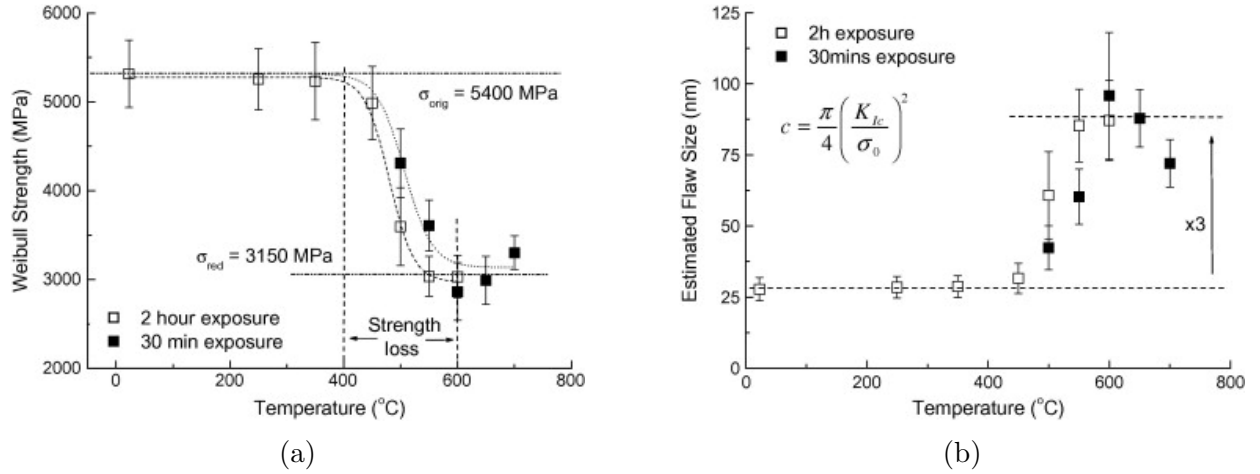 6000
5000
4000
3000
2000
0
200
400
600
800
Weibull Strength (MPa)
Temperature (°C)
σorig = 5400 MPa
σred = 3150 MPa
2 hour exposure
30 min exposure
Strength
loss
(a)
125
100
75
50
25
0
0
200
400
600
800
Estimated Flaw Size (nm)
Temperature (°C)
2h exposure
30mins exposure
c = π/4 (KIc/σ0)²
x3
(b)